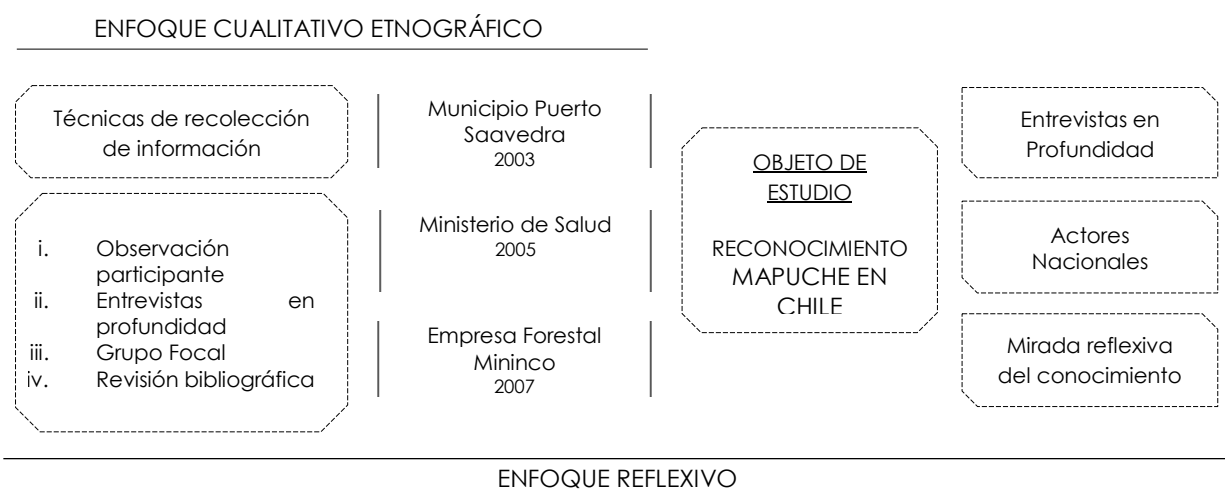 ENFOQUE CUALITATIVO ETNOGRÁFICO
Técnicas de recolección
de información
i. Observación
participante
ii. Entrevistas en
profundidad
iii. Grupo Focal
iv. Revisión bibliográfica
Municipio Puerto
Saavedra
2003
Ministerio de Salud
2005
Empresa Forestal
Mininco
2007
OBJETO DE
ESTUDIO
RECONOCIMIENTO
MAPUCHE EN
CHILE
Entrevistas en
Profundidad
Actores
Nacionales
Mirada reflexiva
del conocimiento
ENFOQUE REFLEXIVO